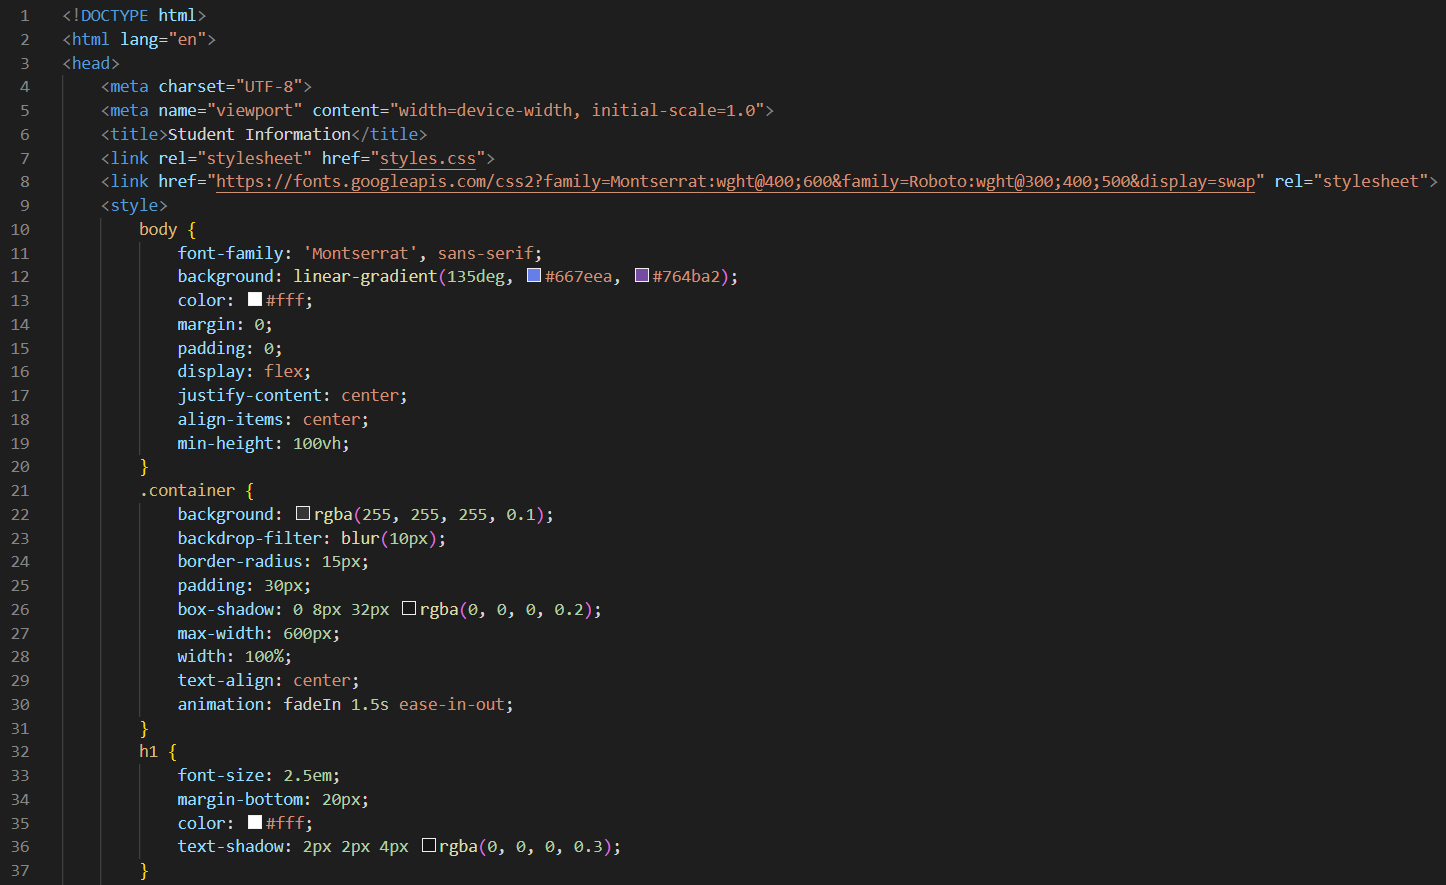 1 <!DOCTYPE html>
2 <html lang="en">
3 <head>
4     <meta charset="UTF-8">
5     <meta name="viewport" content="width=device-width, initial-scale=1.0">
6     <title>Student Information</title>
7     <link rel="stylesheet" href="styles.css">
8     <link href="https://fonts.googleapis.com/css2?family=Montserrat:wght@400;600&family=Roboto:wght@300;400;500&display=swap" rel="stylesheet">
9     <style>
10         body {
11             font-family: 'Montserrat', sans-serif;
12             background: linear-gradient(135deg, #667eea, #764ba2);
13             color: #fff;
14             margin: 0;
15             padding: 0;
16             display: flex;
17             justify-content: center;
18             align-items: center;
19             min-height: 100vh;
20         }
21         .container {
22             background: rgba(255, 255, 255, 0.1);
23             backdrop-filter: blur(10px);
24             border-radius: 15px;
25             padding: 30px;
26             box-shadow: 0 8px 32px rgba(0, 0, 0, 0.2);
27             max-width: 600px;
28             width: 100%;
29             text-align: center;
30             animation: fadeIn 1.5s ease-in-out;
31         }
32         h1 {
33             font-size: 2.5em;
34             margin-bottom: 20px;
35             color: #fff;
36             text-shadow: 2px 2px 4px rgba(0, 0, 0, 0.3);
37         }